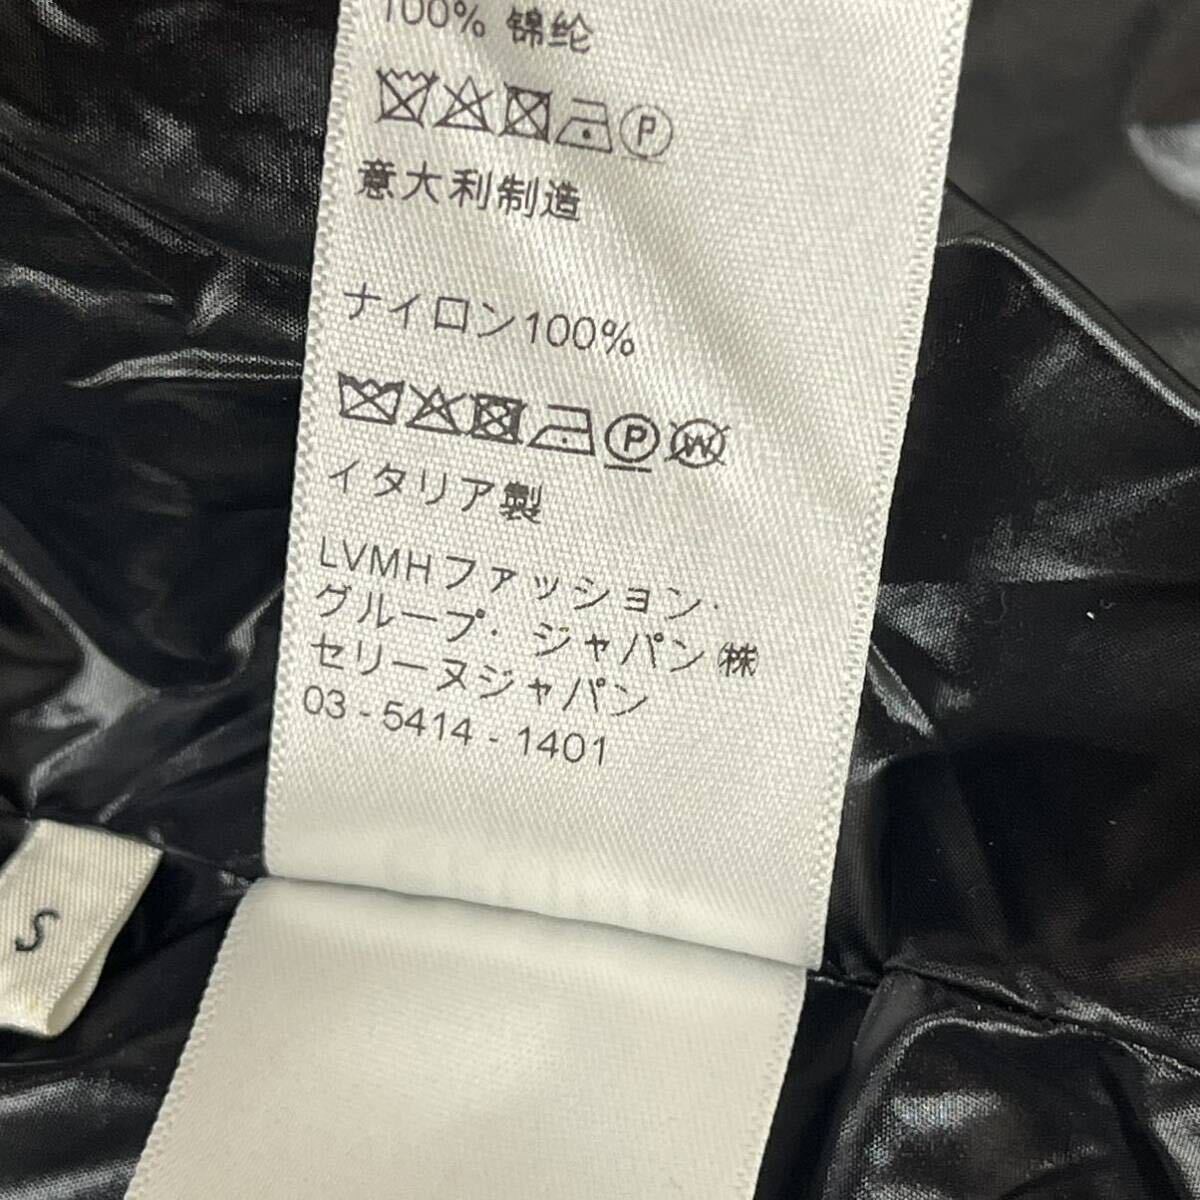 100% 锦纶
P
意大利制造
ナイロン100%
P W
イタリア製
LVMHファッション・
グループ・ジャパン㈱
セリーヌジャパン
03 - 5414 - 1401
S